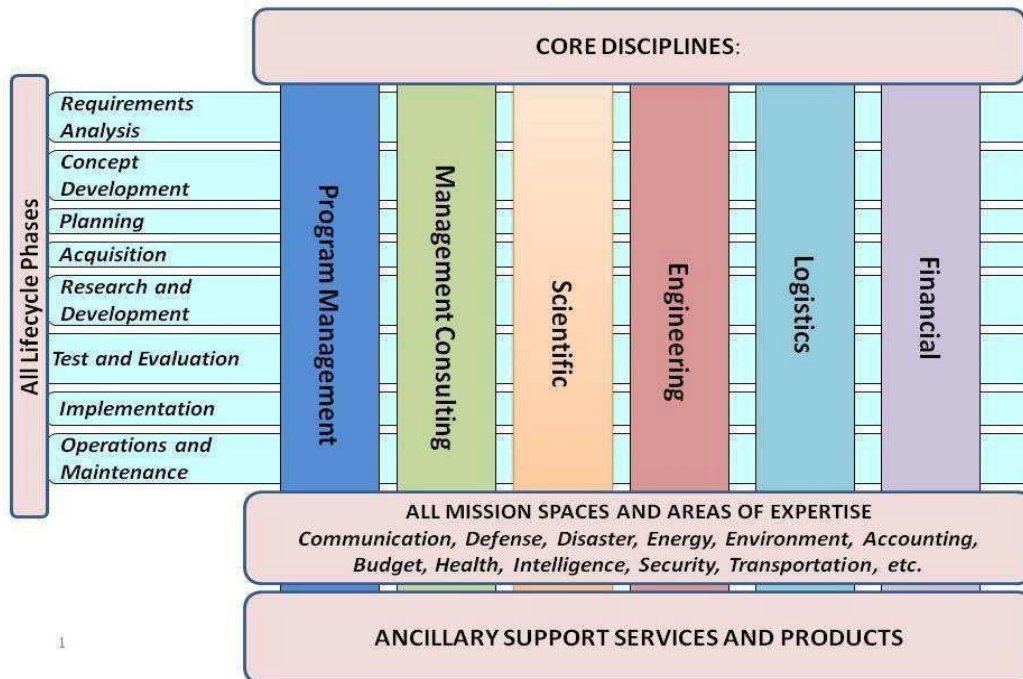 CORE DISCIPLINES:
All Lifecycle Phases
Requirements
Analysis
Concept
Development
Planning
Acquisition
Research and
Development
Test and Evaluation
Implementation
Operations and
Maintenance
Program Management
Management Consulting
Scientific
Engineering
Logistics
Financial
ALL MISSION SPACES AND AREAS OF EXPERTISE
Communication, Defense, Disaster, Energy, Environment, Accounting,
Budget, Health, Intelligence, Security, Transportation, etc.
ANCILLARY SUPPORT SERVICES AND PRODUCTS
1